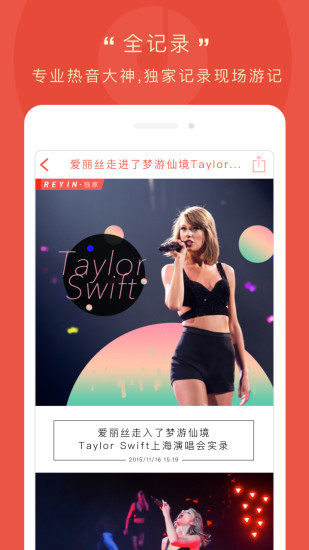 “ 全记录 ”
专业热音大神,独家记录现场游记
爱丽丝走进了梦游仙境Taylor...
REYIN·独家
Taylor
Swift
爱丽丝走入了梦游仙境
Taylor Swift上海演唱会实录
2015/11/16 15:19